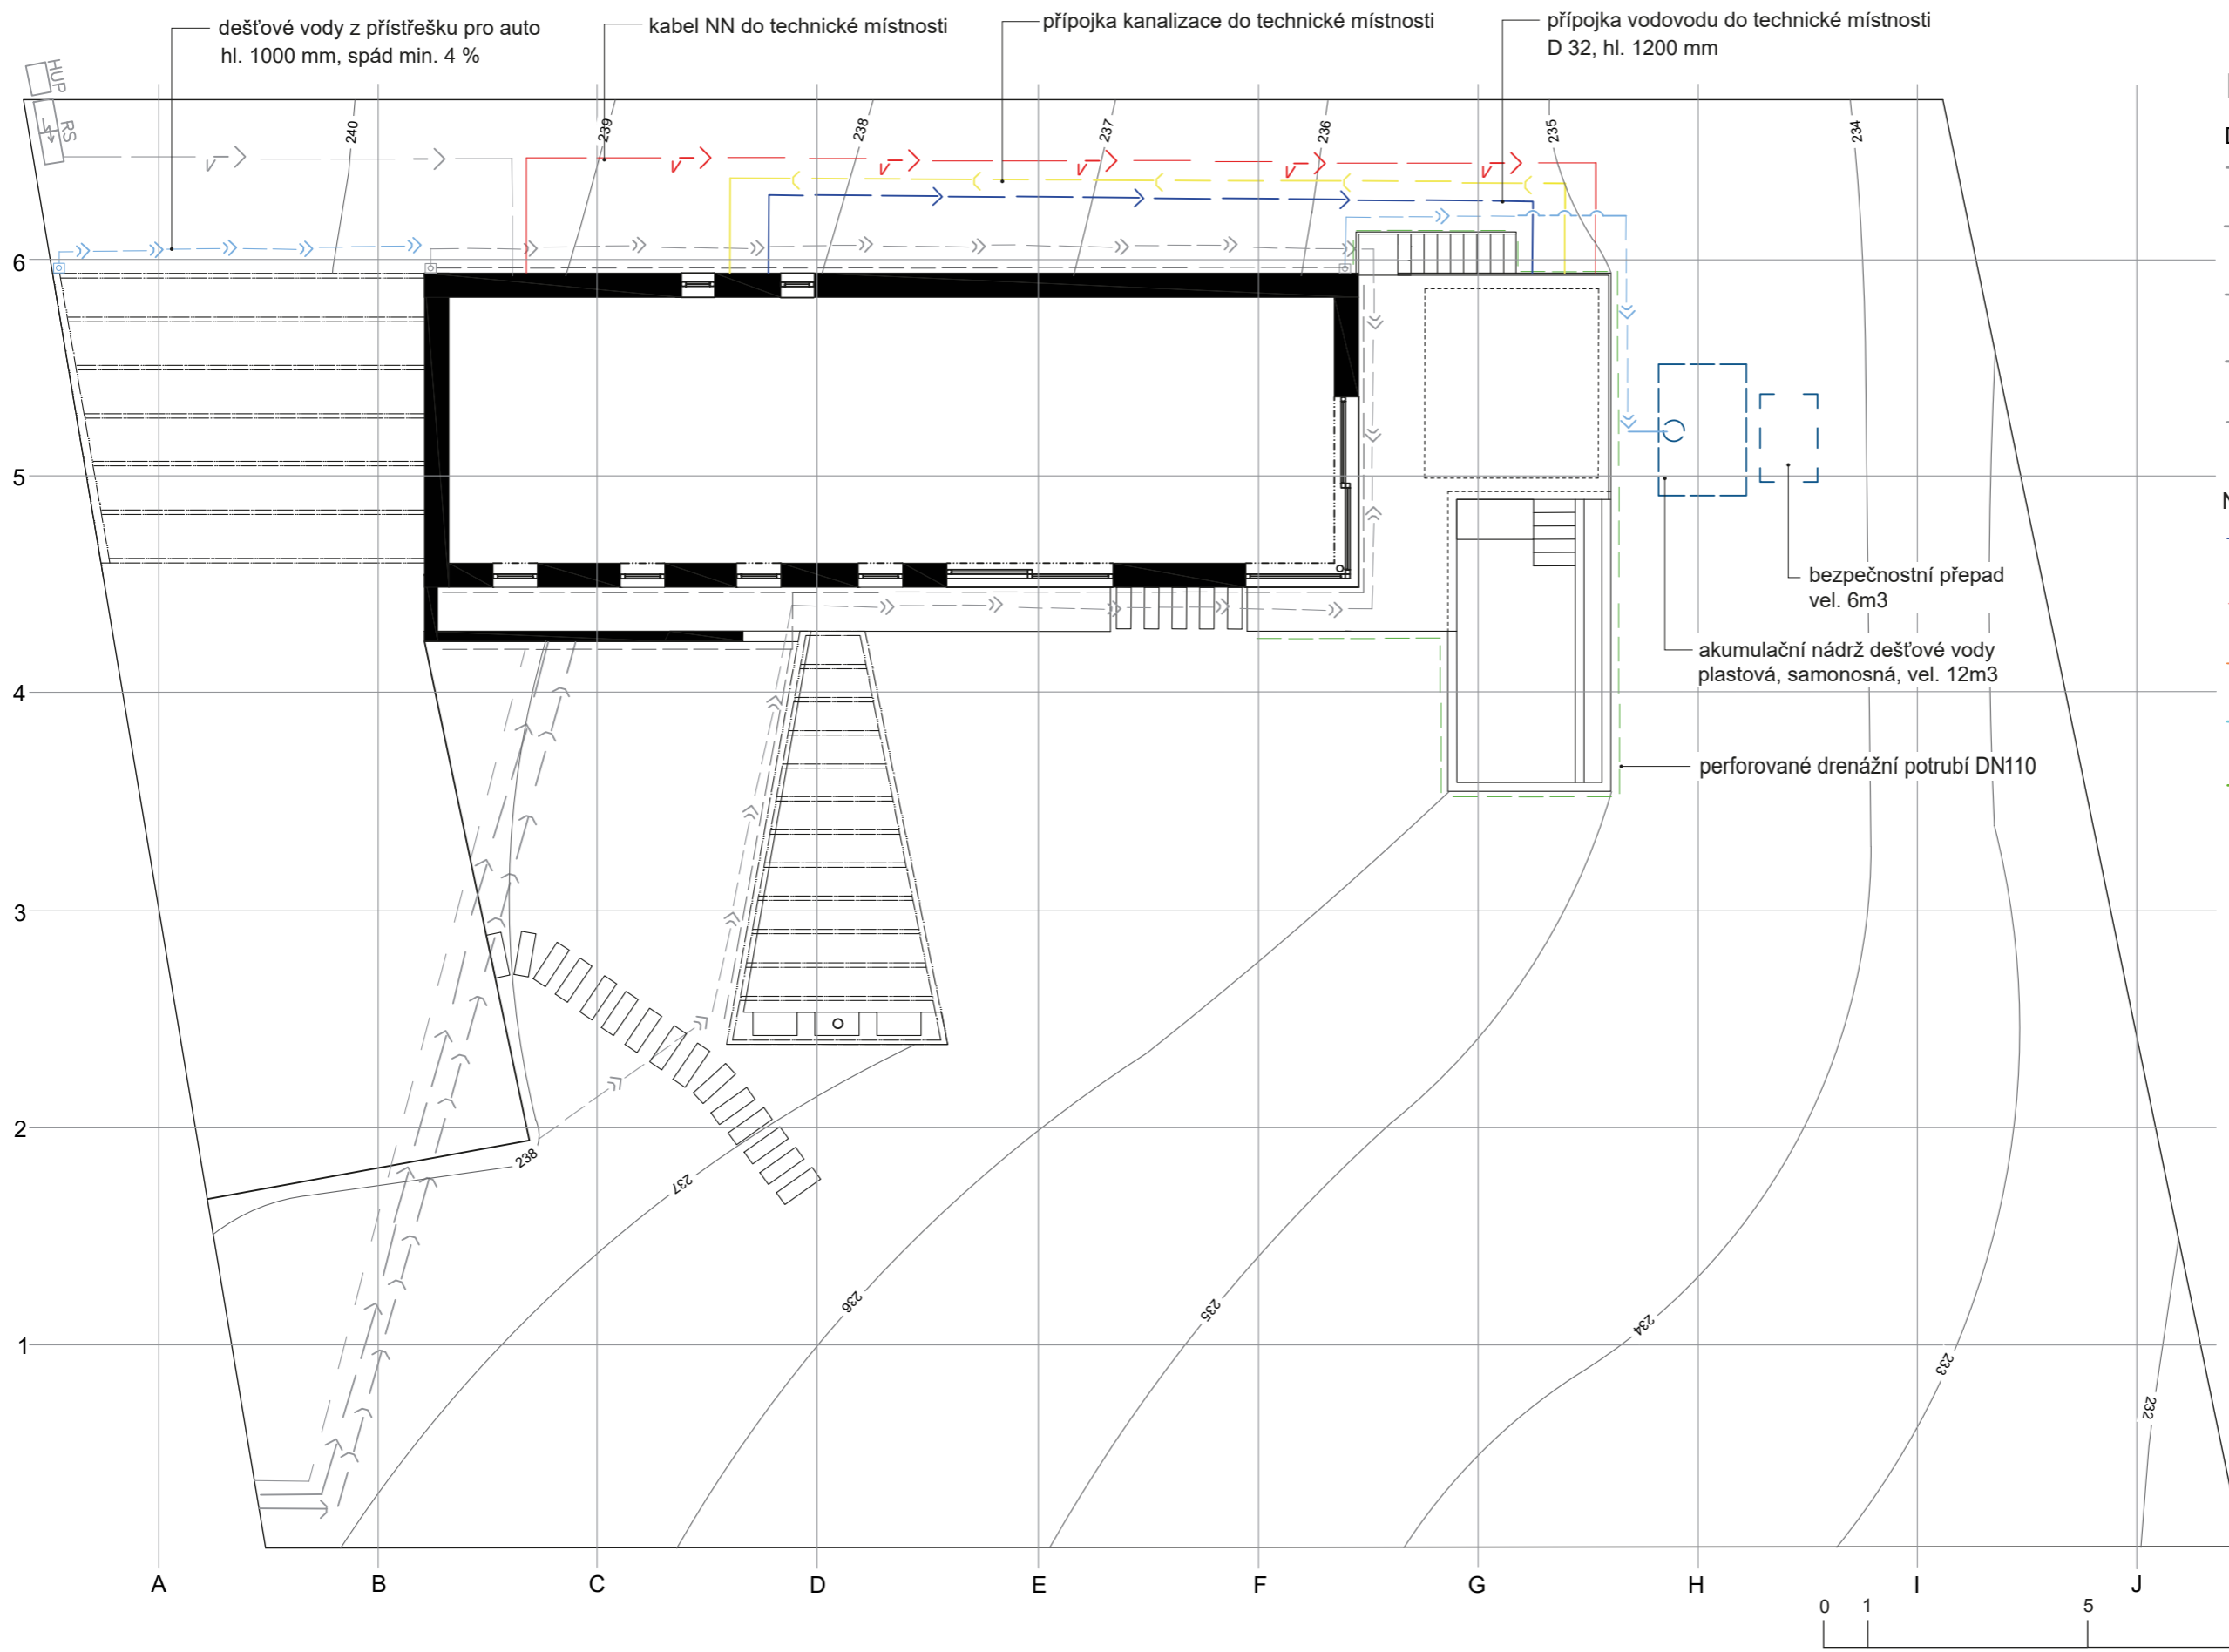 dešťové vody z přístřešku pro auto
hl. 1000 mm, spád min. 4 %
kabel NN do technické místnosti
přípojka kanalizace do technické místnosti
přípojka vodovodu do technické místnosti
D 32, hl. 1200 mm
HUP
RS
240
239
238
237
236
235
234
6
5
4
3
2
1
bezpečnostní přepad
vel. 6m3
akumulační nádrž dešťové vody
plastová, samonosná, vel. 12m3
perforované drenážní potrubí DN110
238
237
236
235
234
233
232
A B C D E F G H I J
0 1 5